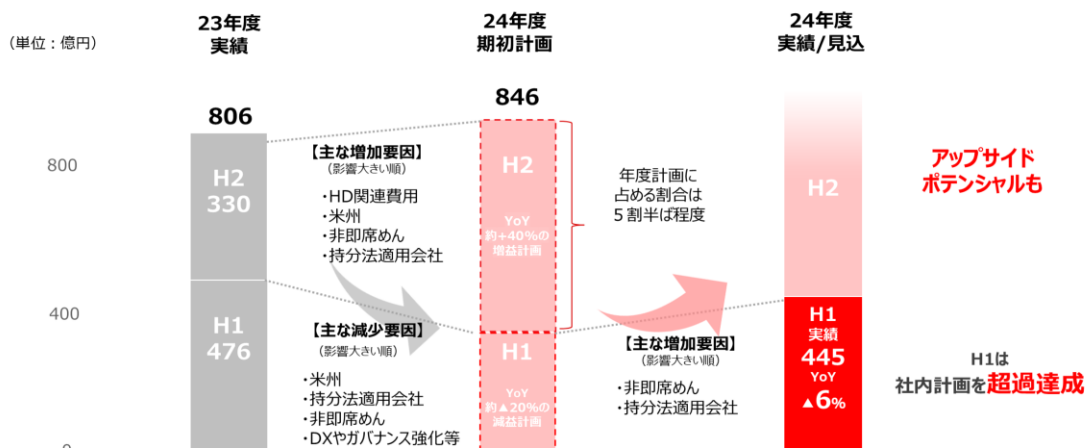 (単位:億円)
23年度
実績
24年度
期初計画
24年度
実績/見込
806
846
800
400
H2
330
H1
476
【主な増加要因】
(影響大きい順)
・HD関連費用
・米州
・非即席めん
・持分法適用会社
【主な減少要因】
(影響大きい順)
・米州
・持分法適用会社
・非即席めん
・DXやガバナンス強化等
H2
YoY
約+40%の
増益計画
H1
YoY
約▲20%の
減益計画
年度計画に
占める割合は
5割半ば程度
【主な増加要因】
(影響大きい順)
・非即席めん
・持分法適用会社
H2
H1
実績
445
YoY
▲6%
アップサイド
ポテンシャルも
H1は
社内計画を超過達成